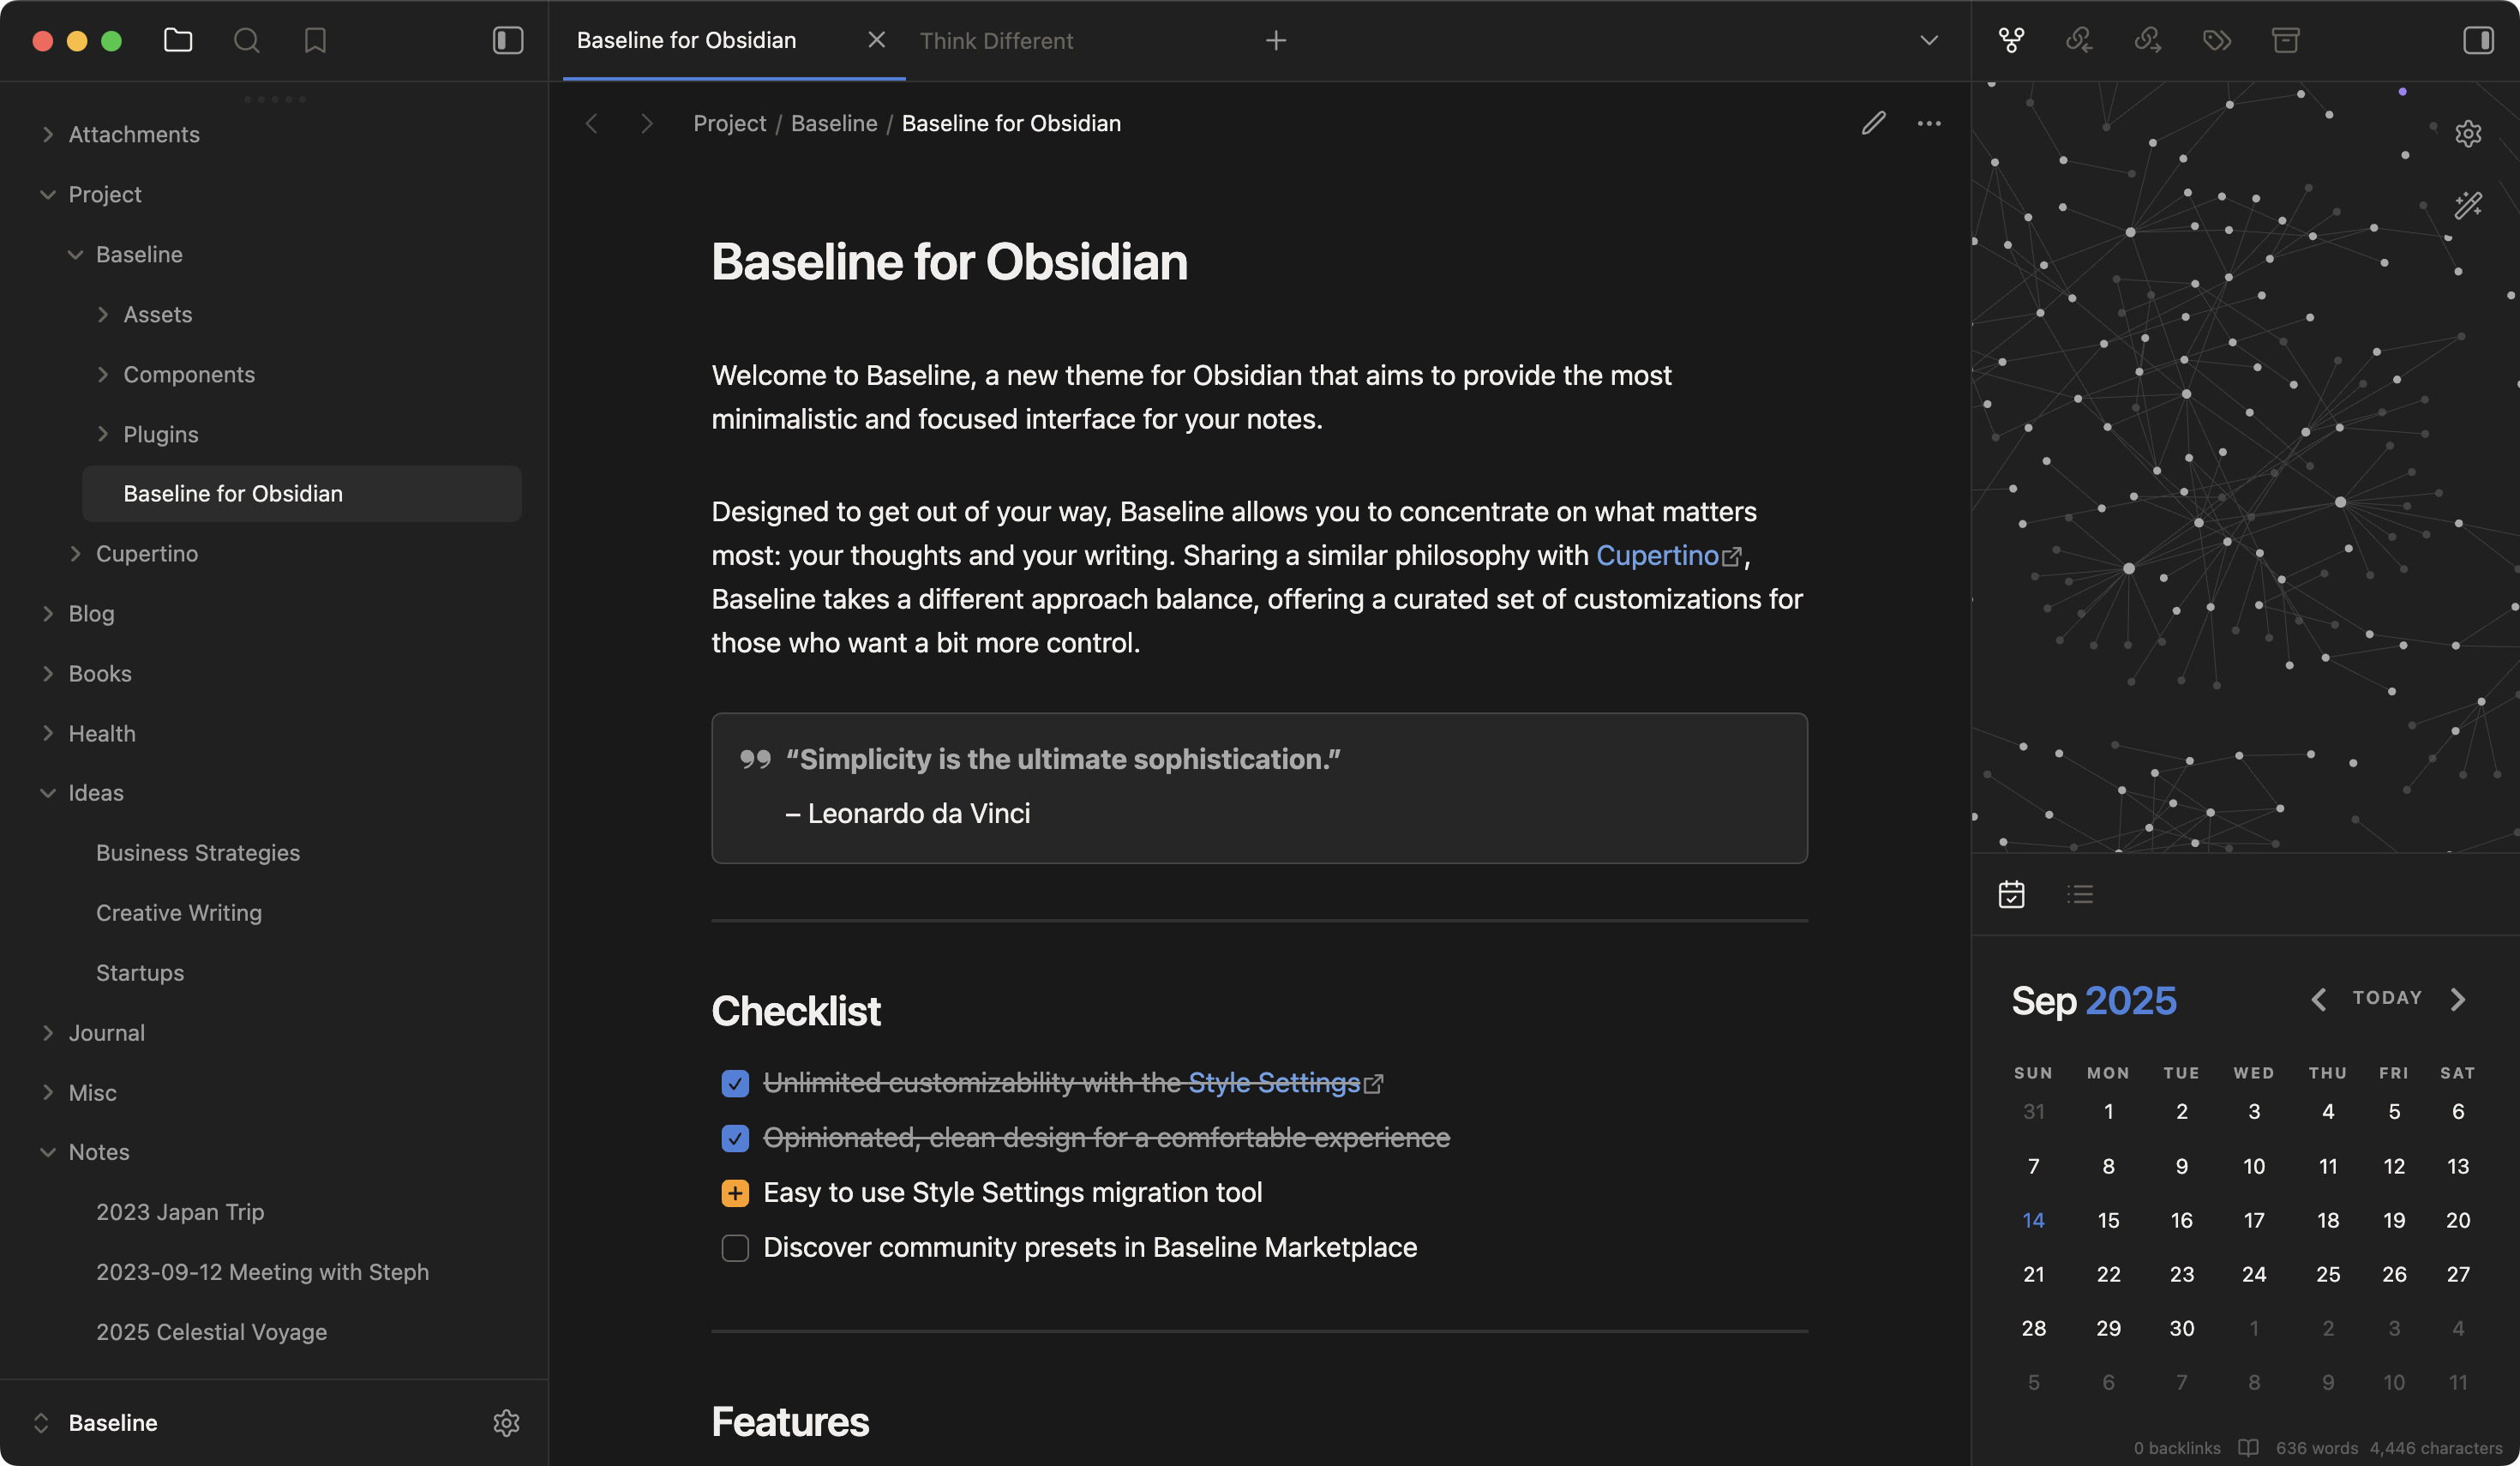 Baseline for Obsidian
Think Different
Attachments
Project
Baseline
Assets
Components
Plugins
Baseline for Obsidian
Cupertino
Blog
Books
Health
Ideas
Business Strategies
Creative Writing
Startups
Journal
Misc
Notes
2023 Japan Trip
2023-09-12 Meeting with Steph
2025 Celestial Voyage
Baseline
Project / Baseline / Baseline for Obsidian
Baseline for Obsidian
Welcome to Baseline, a new theme for Obsidian that aims to provide the most
minimalistic and focused interface for your notes.
Designed to get out of your way, Baseline allows you to concentrate on what matters
most: your thoughts and your writing. Sharing a similar philosophy with Cupertino,
Baseline takes a different approach balance, offering a curated set of customizations for
those who want a bit more control.
“Simplicity is the ultimate sophistication.”
– Leonardo da Vinci
Checklist
Unlimited customizability with the Style Settings
Opinionated, clean design for a comfortable experience
Easy to use Style Settings migration tool
Discover community presets in Baseline Marketplace
Features
Sep 2025
TODAY
SUN MON TUE WED THU FRI SAT
31 1 2 3 4 5 6
7 8 9 10 11 12 13
14 15 16 17 18 19 20
21 22 23 24 25 26 27
28 29 30 1 2 3 4
5 6 7 8 9 10 11
0 backlinks 636 words 4,446 characters